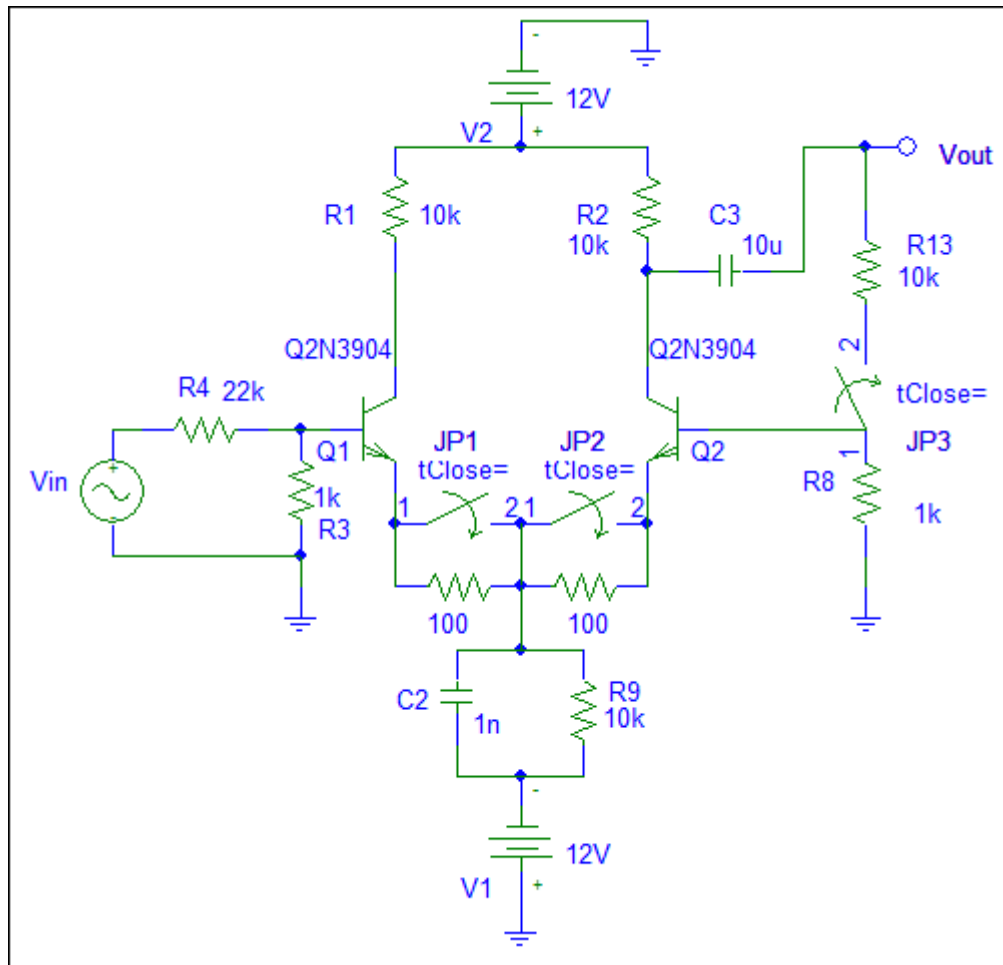 -
12V
V2
+
Vout
R1
10k
R2
10k
C3
10u
R13
10k
Q2N3904
Q2N3904
2
R4
22k
tClose=
Q1
JP1
tClose=
JP2
tClose=
Q2
JP3
1
Vin
+
-
1k
R3
1
2
1
2
R8
1k
100
100
C2
1n
R9
10k
-
12V
V1
+